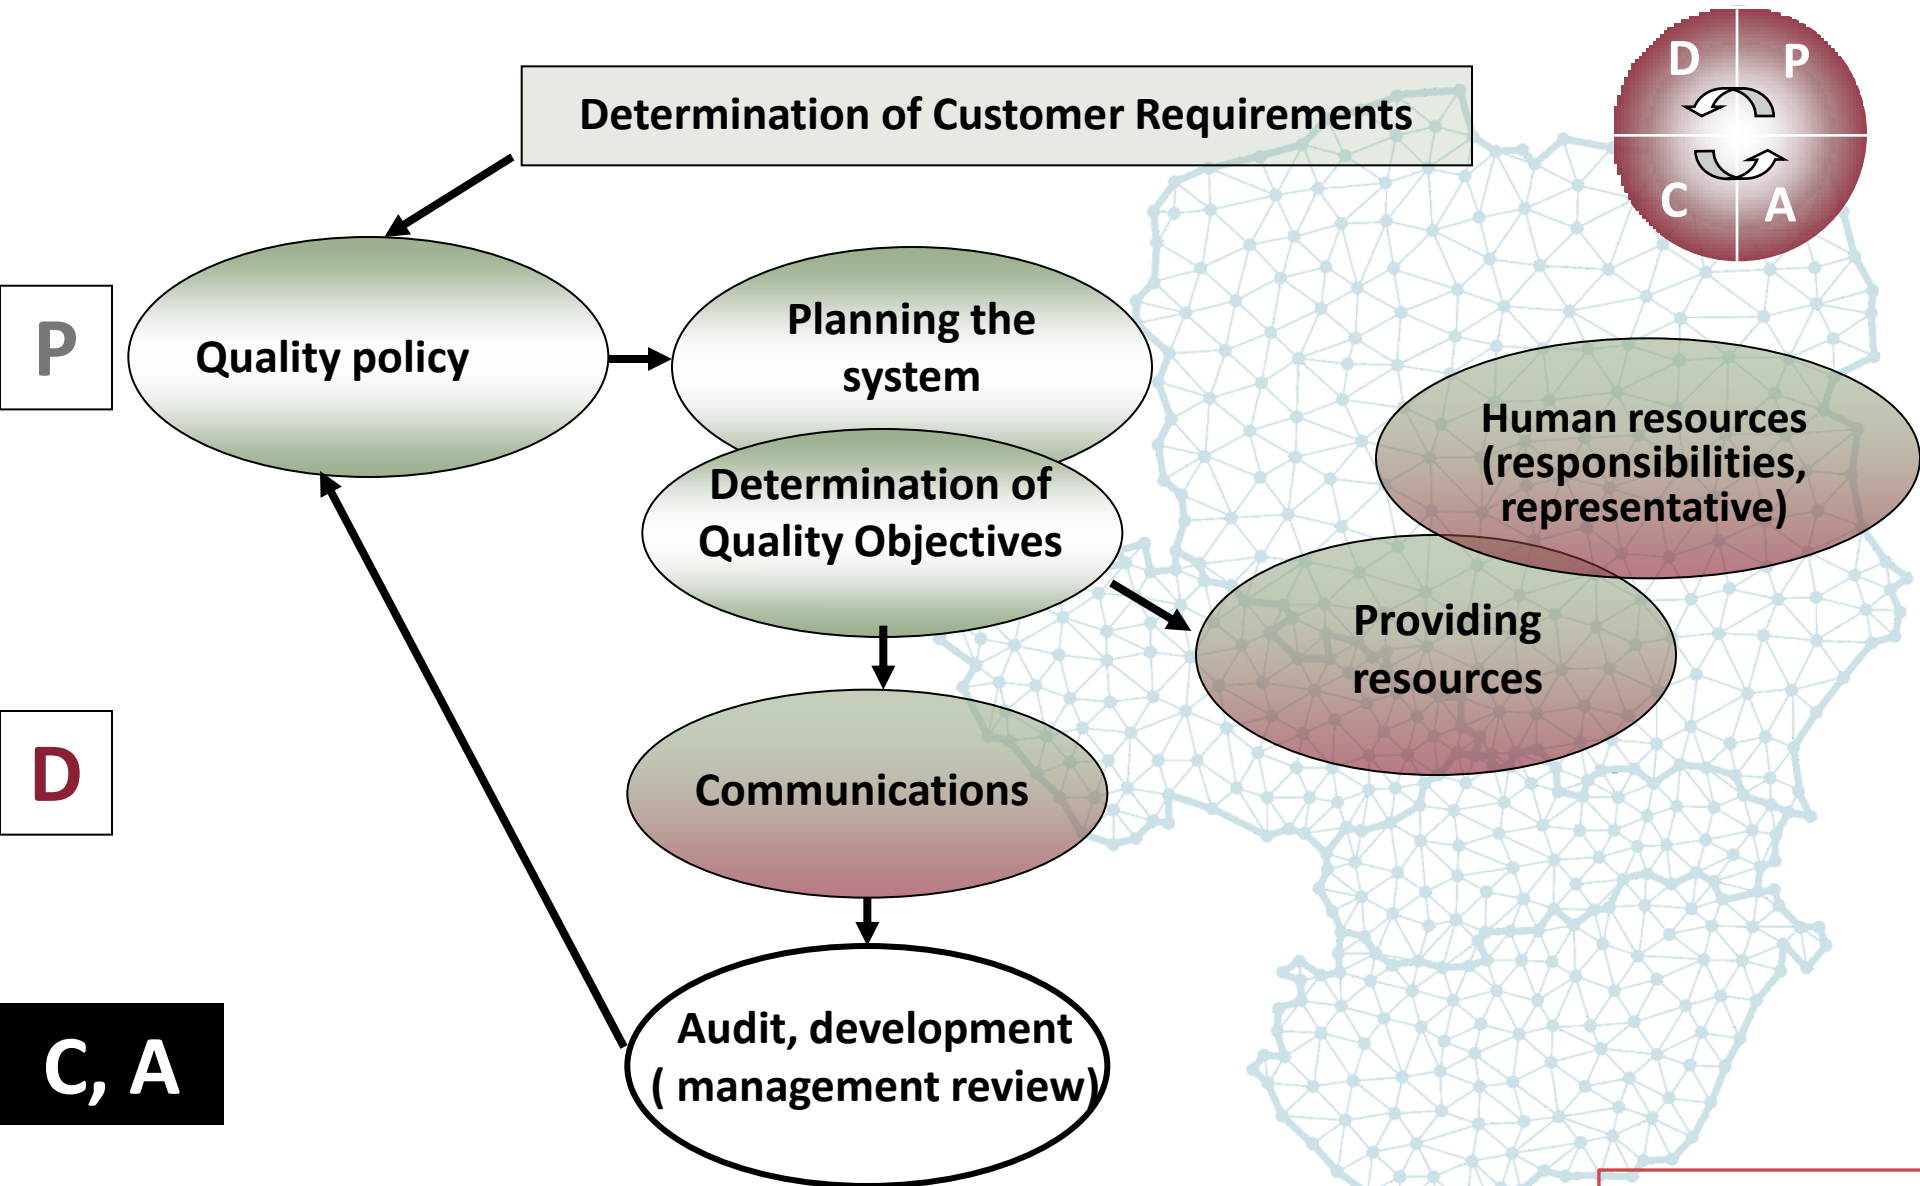 Determination of Customer Requirements
D P
C A
P
Quality policy
Planning the
system
Determination of
Quality Objectives
Human resources
(responsibilities,
representative)
Providing
resources
D
Communications
C, A
Audit, development
( management review)